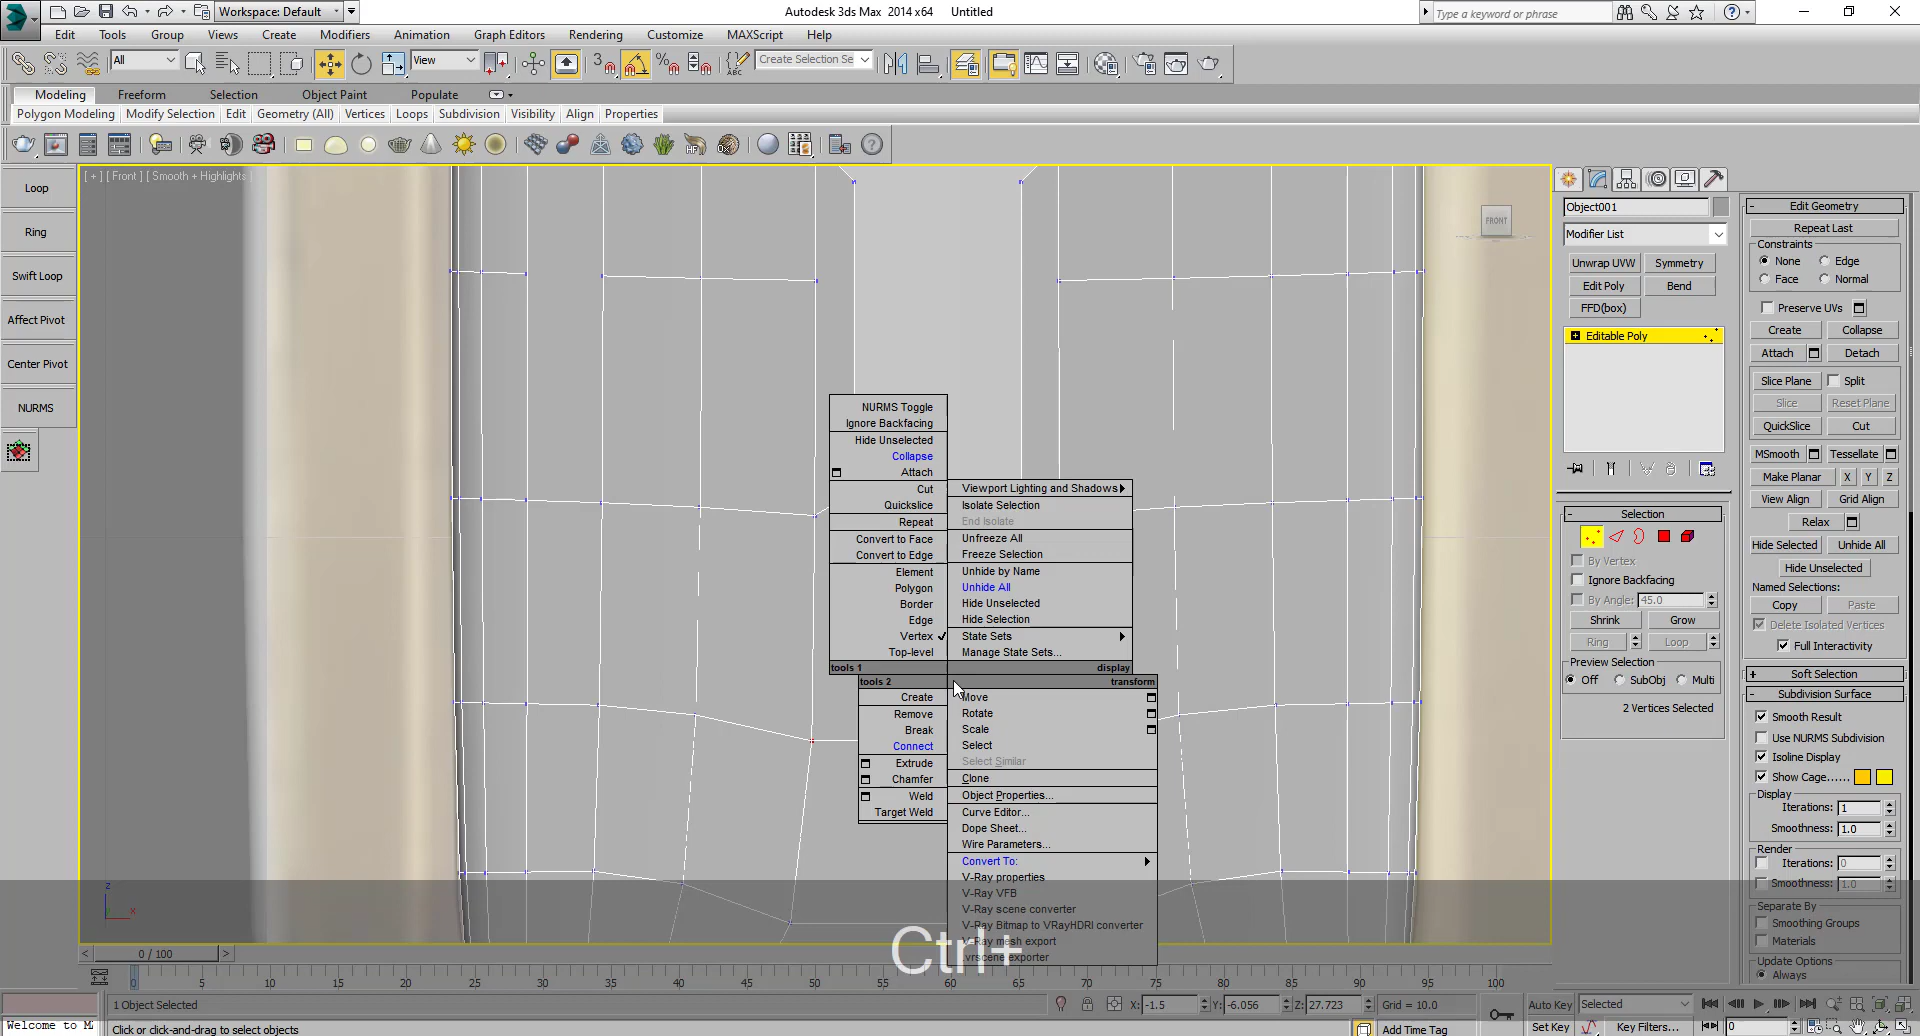 Workspace: Default
Autodesk 3ds Max 2014 x64 Untitled
Type a keyword or phrase
Edit Tools Group Views Create Modifiers Animation Graph Editors Rendering Customize MAXScript Help
All View Create Selection Se
Modeling Freeform Selection Object Paint Populate
Polygon Modeling Modify Selection Edit Geometry (All) Vertices Loops Subdivision Visibility Align Properties
[ + ] [ Front ] [ Smooth + Highlights ]
FRONT
Loop
Ring
Swift Loop
Affect Pivot
Center Pivot
NURMS
NURMS Toggle
Ignore Backfacing
Hide Unselected
Collapse
Attach
Cut
Quickslice
Repeat
Convert to Face
Convert to Edge
Element
Polygon
Border
Edge
Vertex
Top-level
tools 1
Viewport Lighting and Shadows
Isolate Selection
End Isolate
Unfreeze All
Freeze Selection
Unhide by Name
Unhide All
Hide Unselected
Hide Selection
State Sets
Manage State Sets...
display
tools 2
Create
Remove
Break
Connect
Extrude
Chamfer
Weld
Target Weld
transform
Move
Rotate
Scale
Select
Select Similar
Clone
Object Properties...
Curve Editor...
Dope Sheet...
Wire Parameters...
Convert To:
V-Ray properties
V-Ray VFB
V-Ray scene converter
V-Ray Bitmap to VRayHDRI converter
V-Ray mesh export
.vrscene exporter
Ctrl+
z
x
Object001
Modifier List
Unwrap UVW Symmetry
Edit Poly Bend
FFD(box)
Editable Poly
Selection
By Vertex
Ignore Backfacing
By Angle: 45.0
Shrink Grow
Ring Loop
Preview Selection
Off SubObj Multi
2 Vertices Selected
Edit Geometry
Repeat Last
Constraints
None Edge
Face Normal
Preserve UVs
Create Collapse
Attach Detach
Slice Plane Split
Slice Reset Plane
QuickSlice Cut
MSmooth Tessellate
Make Planar X Y Z
View Align Grid Align
Relax
Hide Selected Unhide All
Hide Unselected
Named Selections:
Copy Paste
Delete Isolated Vertices
Full Interactivity
Soft Selection
Subdivision Surface
Smooth Result
Use NURMS Subdivision
Isoline Display
Show Cage......
Display
Iterations: 1
Smoothness: 1.0
Render
Iterations: 0
Smoothness: 1.0
Separate By
Smoothing Groups
Materials
Update Options
Always
0 / 100
0 5 10 15 20 25 30 35 40 45 50 55 60 65 70 75 80 85 90 95 100
1 Object Selected X: -1.5 Y: -6.056 Z: 27.723 Grid = 10.0 Auto Key Selected
Welcome to M Click or click-and-drag to select objects Add Time Tag Set Key Key Filters... 0